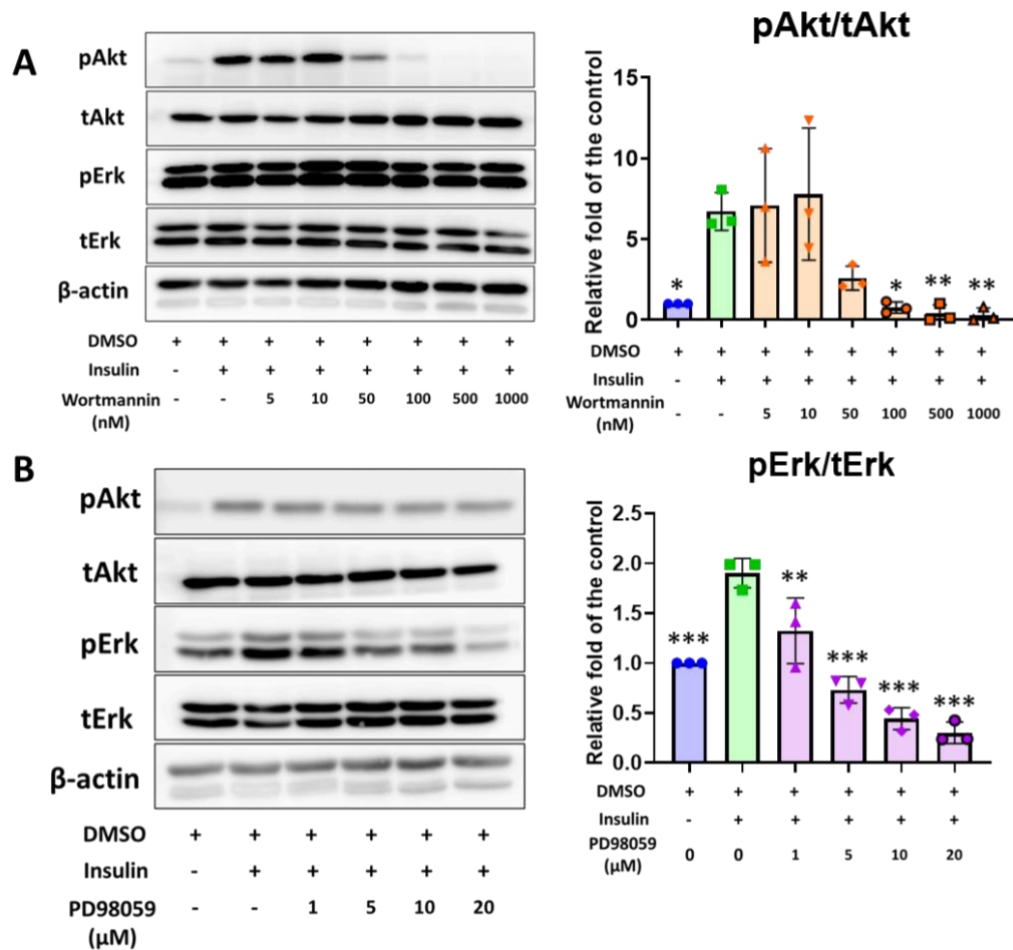 A
pAkt
tAkt
pErk
tErk
β-actin
DMSO + + + + + + + +
Insulin - + + + + + + +
Wortmannin - - 5 10 50 100 500 1000
(nM)
pAkt/tAkt
Relative fold of the control
15
10
5
0
* * ** **
DMSO + + + + + + + +
Insulin - + + + + + + +
Wortmannin - - 5 10 50 100 500 1000
(nM)
B
pAkt
tAkt
pErk
tErk
β-actin
DMSO + + + + + +
Insulin - + + + + +
PD98059 - - 1 5 10 20
(μM)
pErk/tErk
Relative fold of the control
2.5
2.0
1.5
1.0
0.5
0.0
*** ** *** *** ***
DMSO + + + + + +
Insulin - + + + + +
PD98059 0 0 1 5 10 20
(μM)